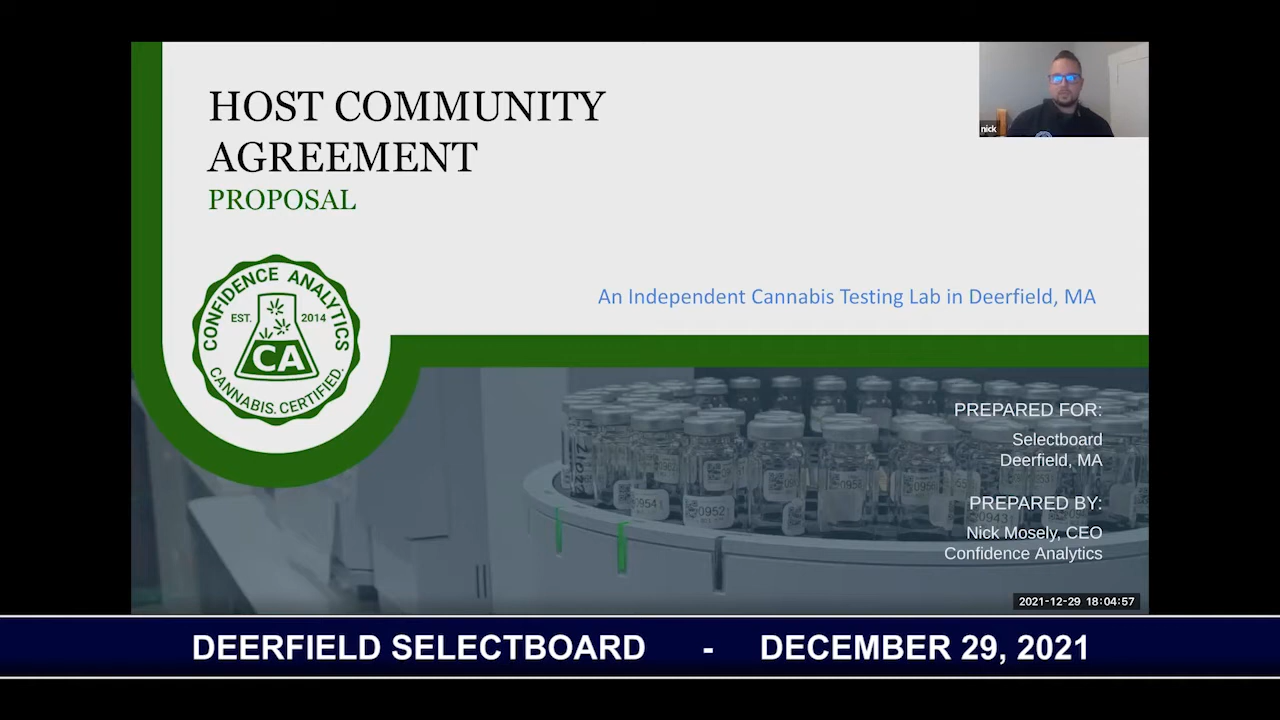 HOST COMMUNITY
AGREEMENT
PROPOSAL
nick
An Independent Cannabis Testing Lab in Deerfield, MA
CONFIDENCE ANALYTICS
EST. 2014
CA
CANNABIS. CERTIFIED.
PREPARED FOR:
Selectboard
Deerfield, MA
PREPARED BY:
Nick Mosely, CEO
Confidence Analytics
0954
0952
2021-12-29 18:04:57
DEERFIELD SELECTBOARD - DECEMBER 29, 2021